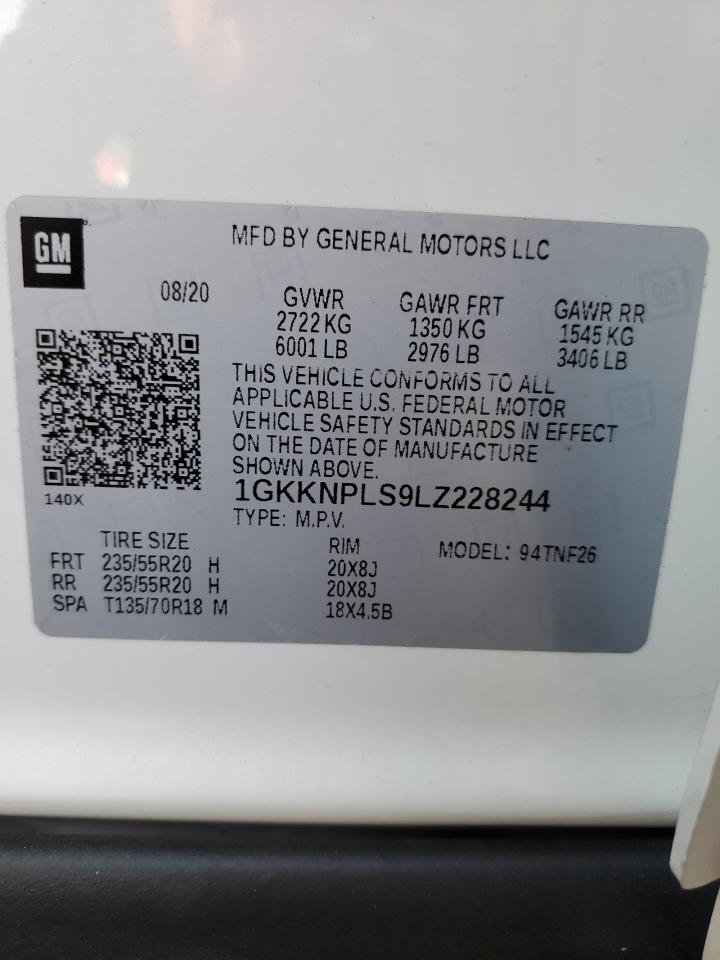 GM
MFD BY GENERAL MOTORS LLC
08/20 GVWR GAWR FRT GAWR RR
2722 KG 1350 KG 1545 KG
6001 LB 2976 LB 3406 LB
THIS VEHICLE CONFORMS TO ALL
APPLICABLE U.S. FEDERAL MOTOR
VEHICLE SAFETY STANDARDS IN EFFECT
ON THE DATE OF MANUFACTURE
SHOWN ABOVE.
140X 1GKKNPLS9LZ228244
TYPE: M.P.V.
TIRE SIZE RIM MODEL: 94TNF26
FRT 235/55R20 H 20X8J
RR 235/55R20 H 20X8J
SPA T135/70R18 M 18X4.5B